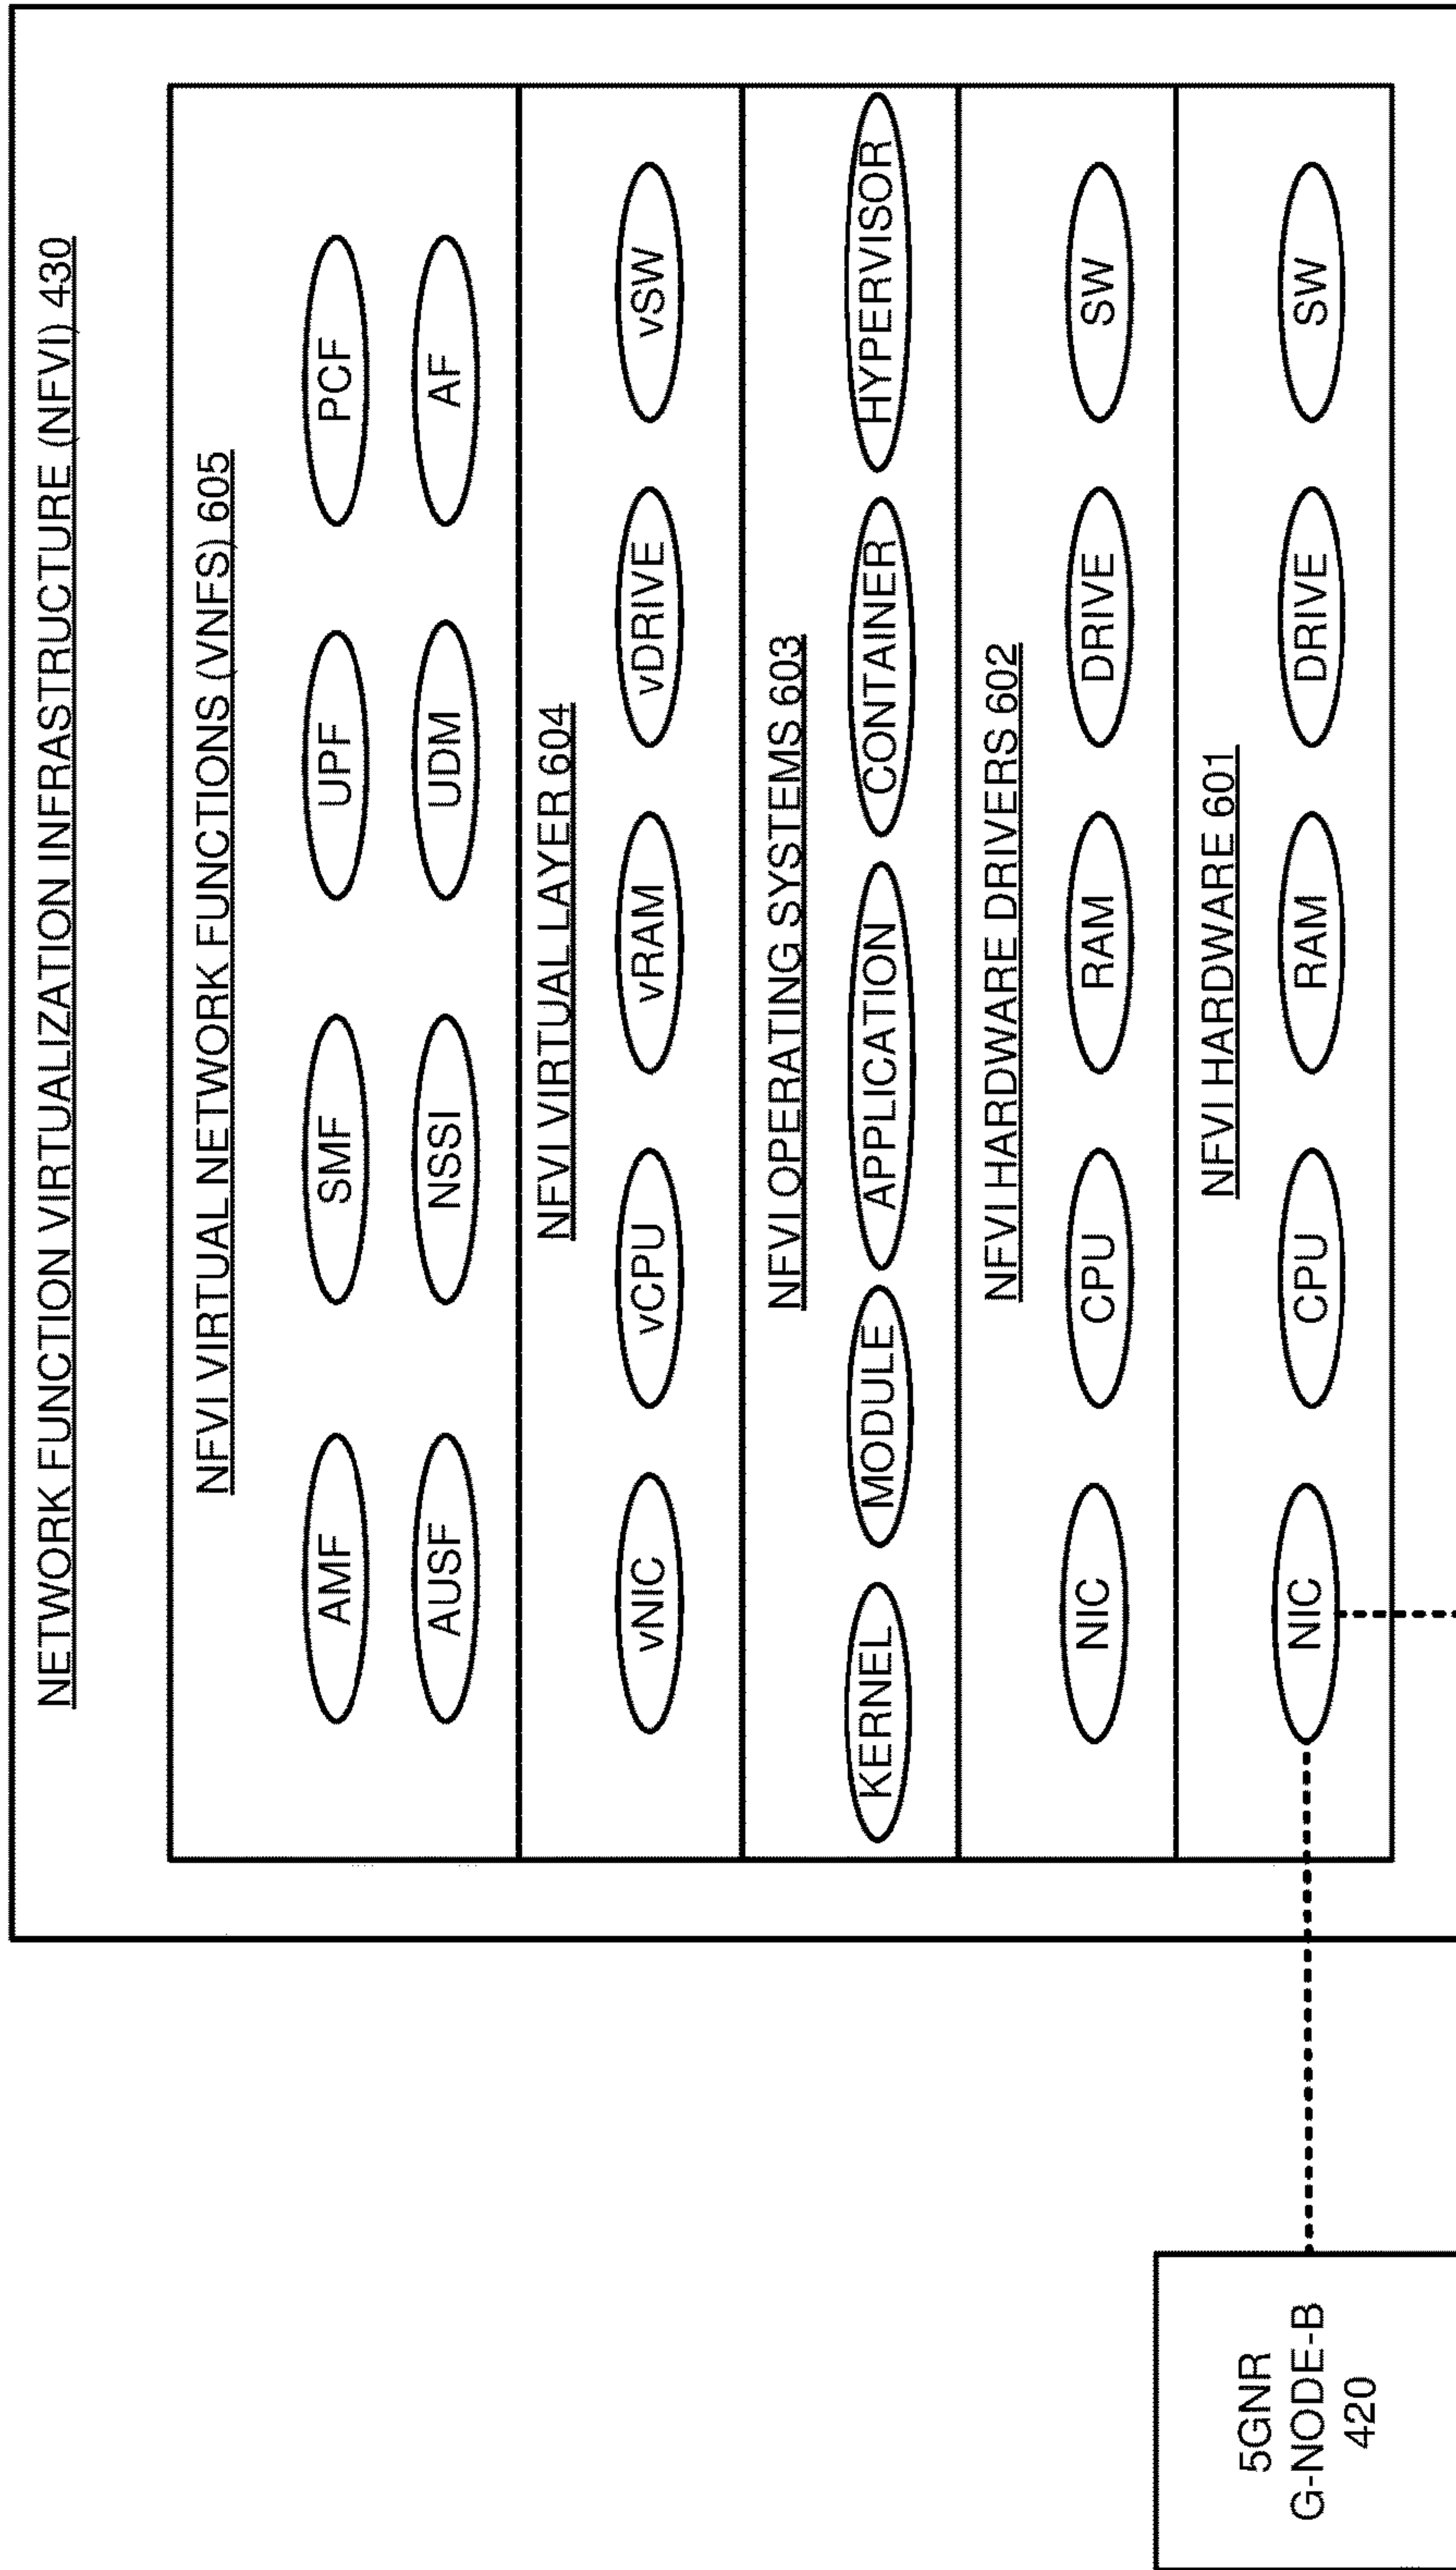 NETWORK FUNCTION VIRTUALIZATION INFRASTRUCTURE (NFVI) 430
NFVI VIRTUAL NETWORK FUNCTIONS (VNFS) 605
AMF SMF UPF PCF
AUSF NSSI UDM AF
NFVI VIRTUAL LAYER 604
vNIC vCPU vRAM vDRIVE vSW
NFVI OPERATING SYSTEMS 603
KERNEL MODULE APPLICATION CONTAINER HYPERVISOR
NFVI HARDWARE DRIVERS 602
NIC CPU RAM DRIVE SW
NFVI HARDWARE 601
NIC CPU RAM DRIVE SW
5GNR
G-NODE-B
420